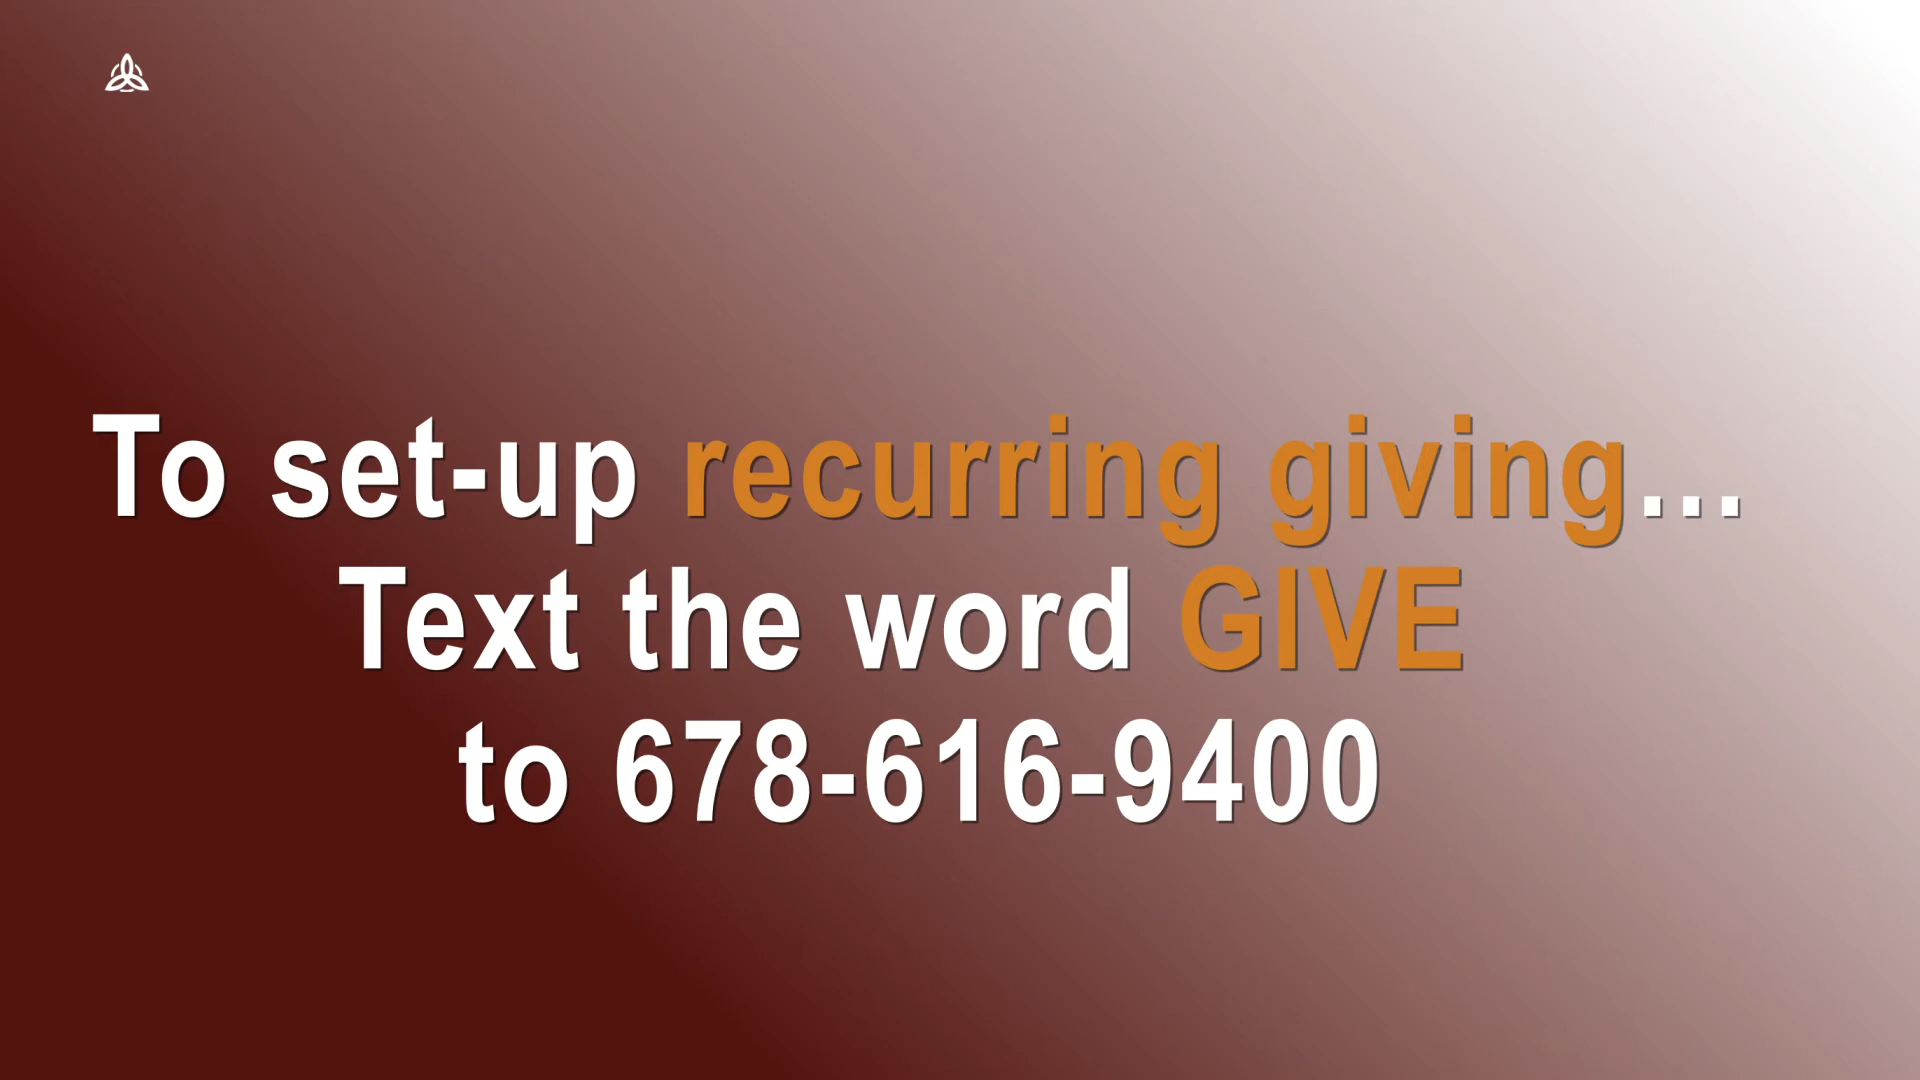 To set-up recurring giving...
Text the word GIVE
to 678-616-9400